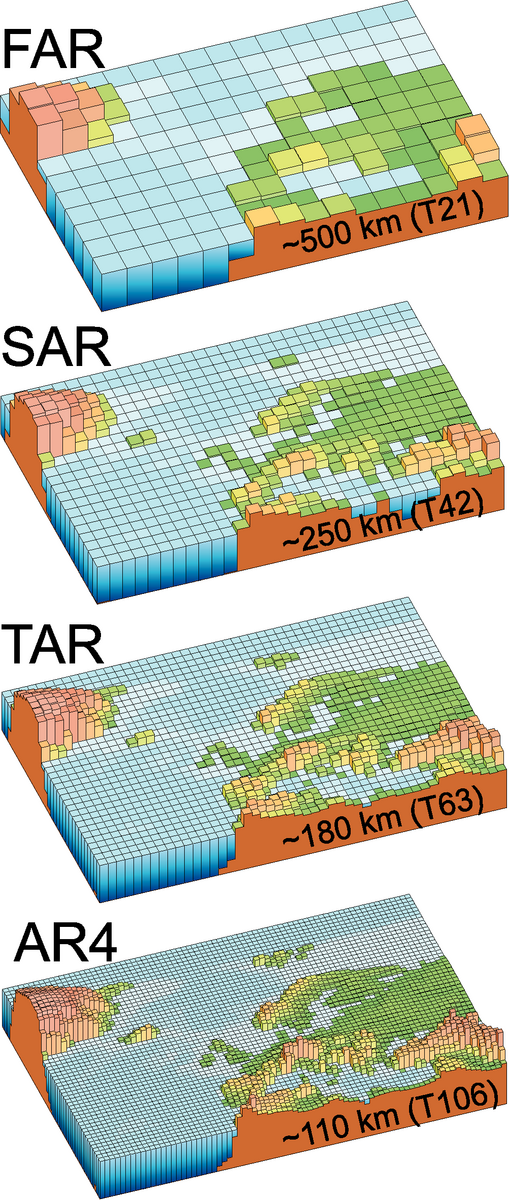 FAR
~500 km (T21)
SAR
~250 km (T42)
TAR
~180 km (T63)
AR4
~110 km (T106)